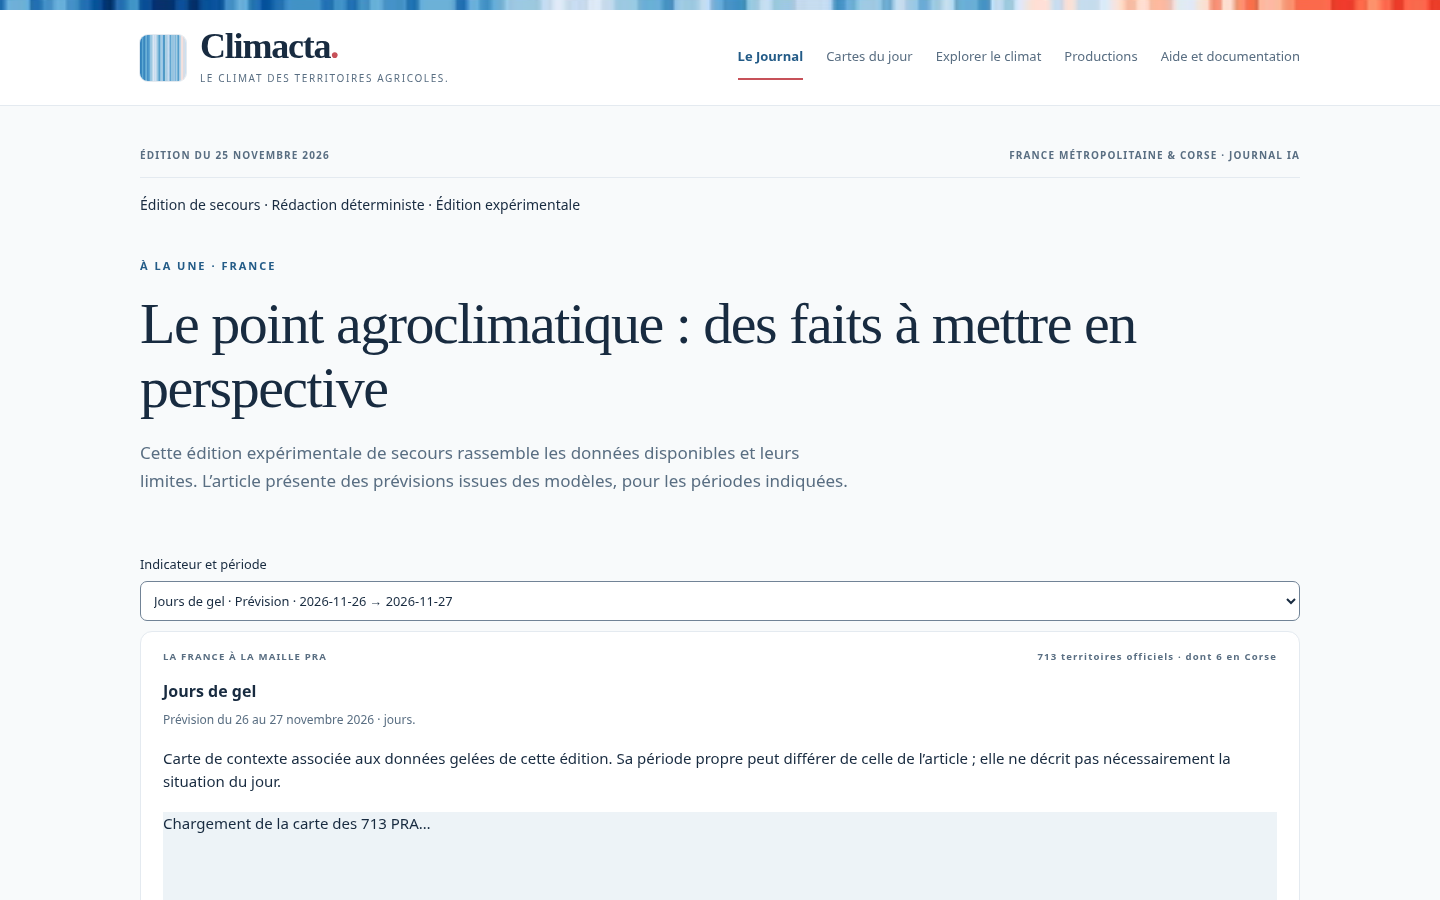 Climacta.
LE CLIMAT DES TERRITOIRES AGRICOLES.
Le Journal
Cartes du jour
Explorer le climat
Productions
Aide et documentation
ÉDITION DU 25 NOVEMBRE 2026
FRANCE MÉTROPOLITAINE & CORSE · JOURNAL IA
Édition de secours · Rédaction déterministe · Édition expérimentale
À LA UNE · FRANCE
Le point agroclimatique : des faits à mettre en
perspective
Cette édition expérimentale de secours rassemble les données disponibles et leurs
limites. L’article présente des prévisions issues des modèles, pour les périodes indiquées.
Indicateur et période
Jours de gel · Prévision · 2026-11-26 → 2026-11-27
LA FRANCE À LA MAILLE PRA
713 territoires officiels · dont 6 en Corse
Jours de gel
Prévision du 26 au 27 novembre 2026 · jours.
Carte de contexte associée aux données gelées de cette édition. Sa période propre peut différer de celle de l’article ; elle ne décrit pas nécessairement la
situation du jour.
Chargement de la carte des 713 PRA…